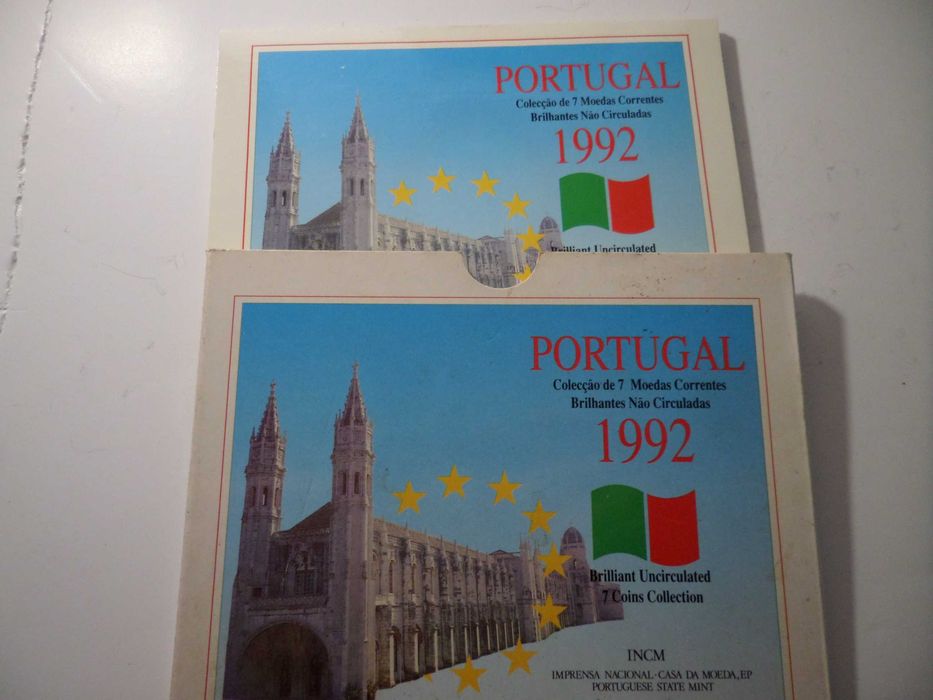 PORTUGAL
Colecção de 7 Moedas Correntes
Brilhantes Não Circuladas
1992
Brilliant Uncirculated
PORTUGAL
Colecção de 7 Moedas Correntes
Brilhantes Não Circuladas
1992
Brilliant Uncirculated
7 Coins Collection
INCM
IMPRENSA NACIONAL-CASA DA MOEDA, EP
PORTUGUESE STATE MINT